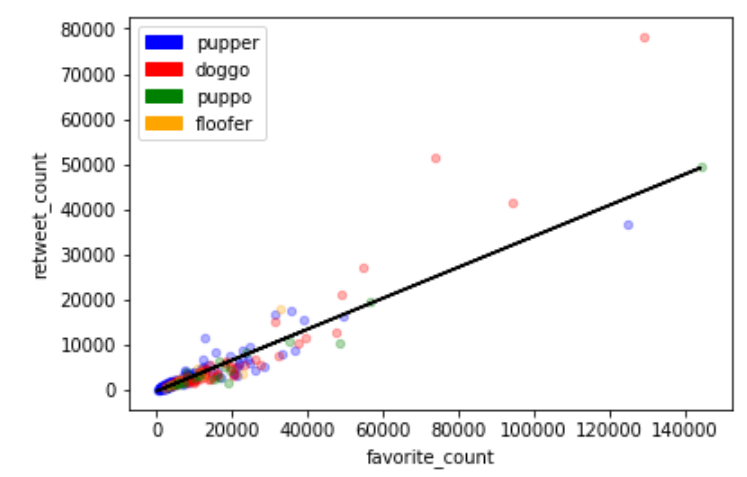 pupper
doggo
puppo
floofer
80000
70000
60000
50000
40000
30000
20000
10000
0
retweet_count
0 20000 40000 60000 80000 100000 120000 140000
favorite_count